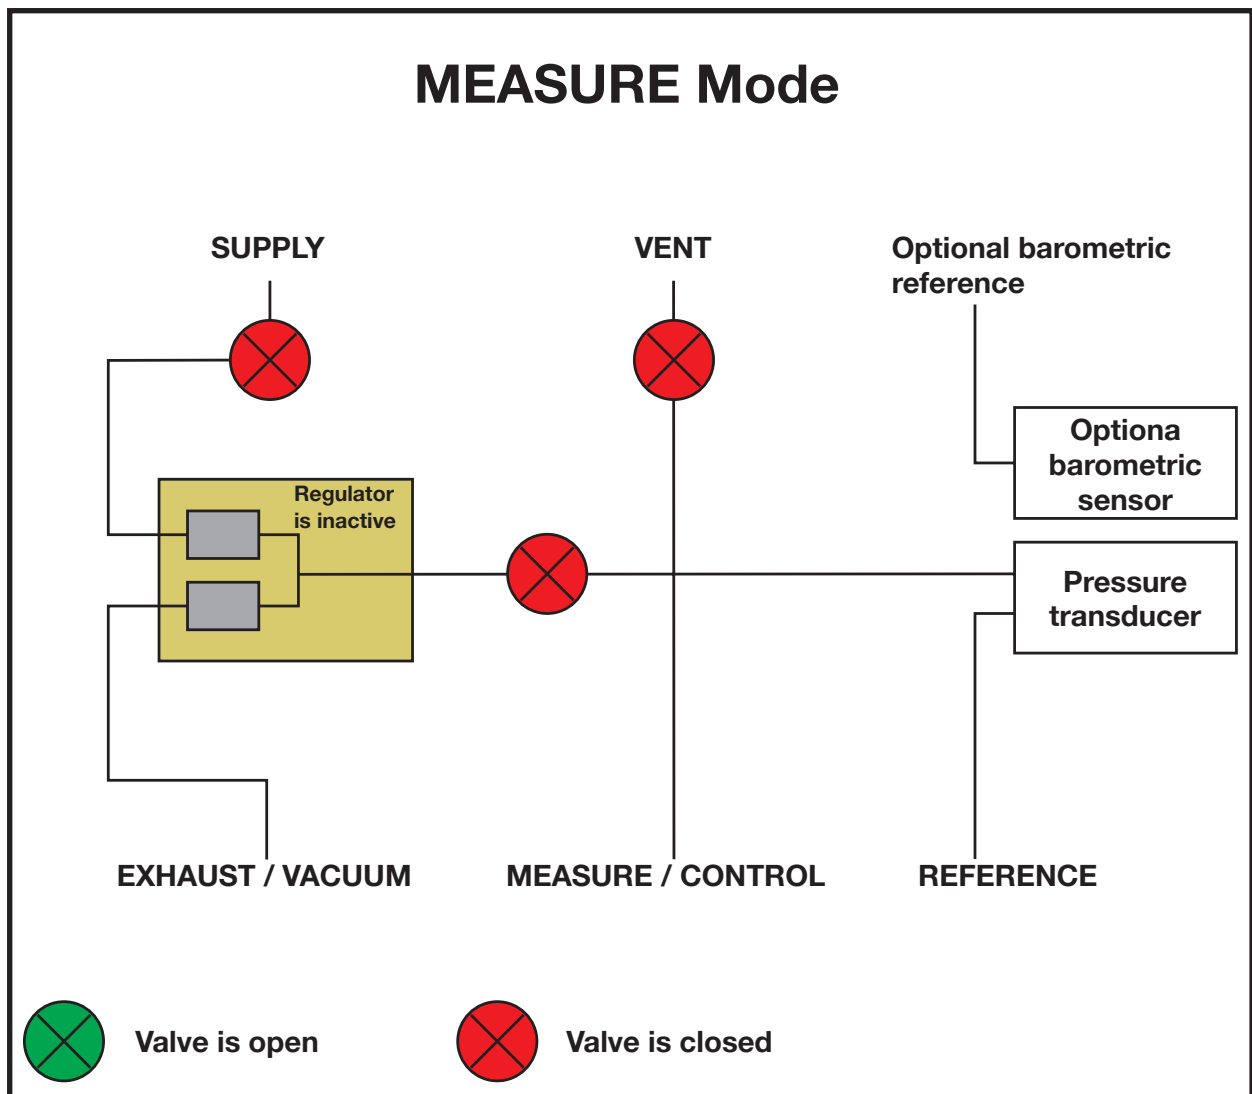 MEASURE Mode
SUPPLY
VENT
Optional barometric
reference
Optiona
barometric
sensor
Regulator
is inactive
Pressure
transducer
EXHAUST / VACUUM
MEASURE / CONTROL
REFERENCE
Valve is open
Valve is closed